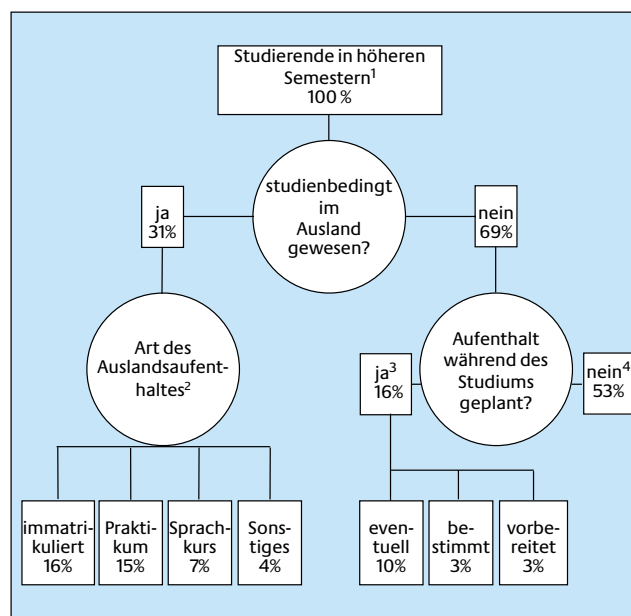 Studierende in höheren
Semestern¹
100 %
studienbedingt
im
Ausland
gewesen?
ja
31%
nein
69%
Art des
Auslandsaufent-
haltes²
Aufenthalt
während des
Studiums
geplant?
ja³
16%
nein⁴
53%
immatri-
kuliert
16%
Prakti-
kum
15%
Sprach-
kurs
7%
Sons-
tiges
4%
even-
tuell
10%
be-
stimmt
3%
vorbe-
reitet
3%